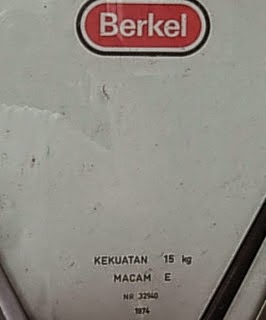 Berkel
KEKUATAN 15 kg
MACAM E
NR 32940
1974